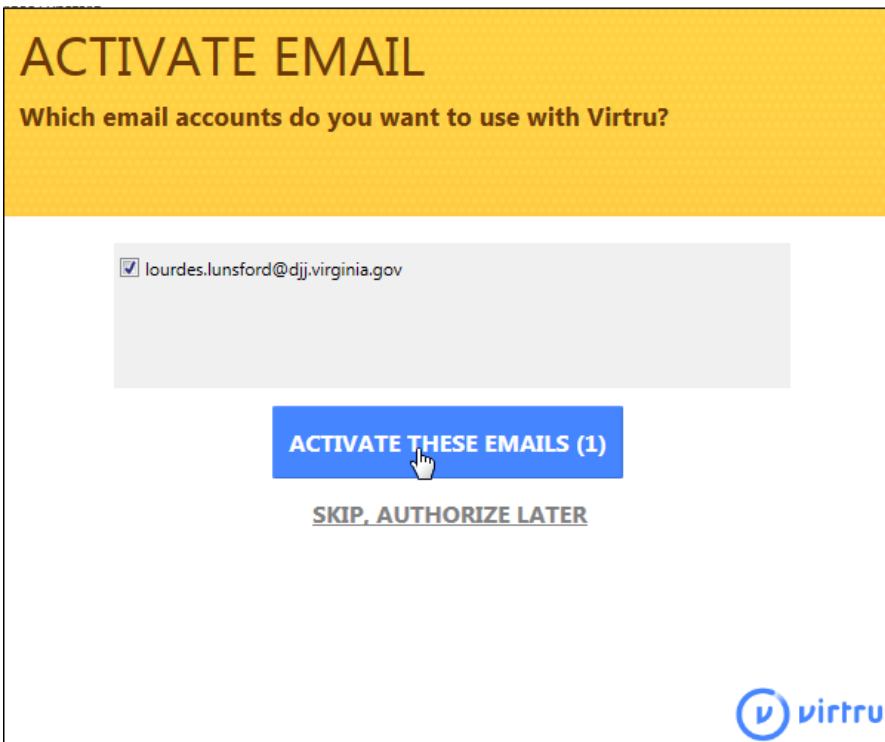 ACTIVATE EMAIL
Which email accounts do you want to use with Virtru?
lourdes.lunsford@djj.virginia.gov
ACTIVATE THESE EMAILS (1)
SKIP, AUTHORIZE LATER
virtru